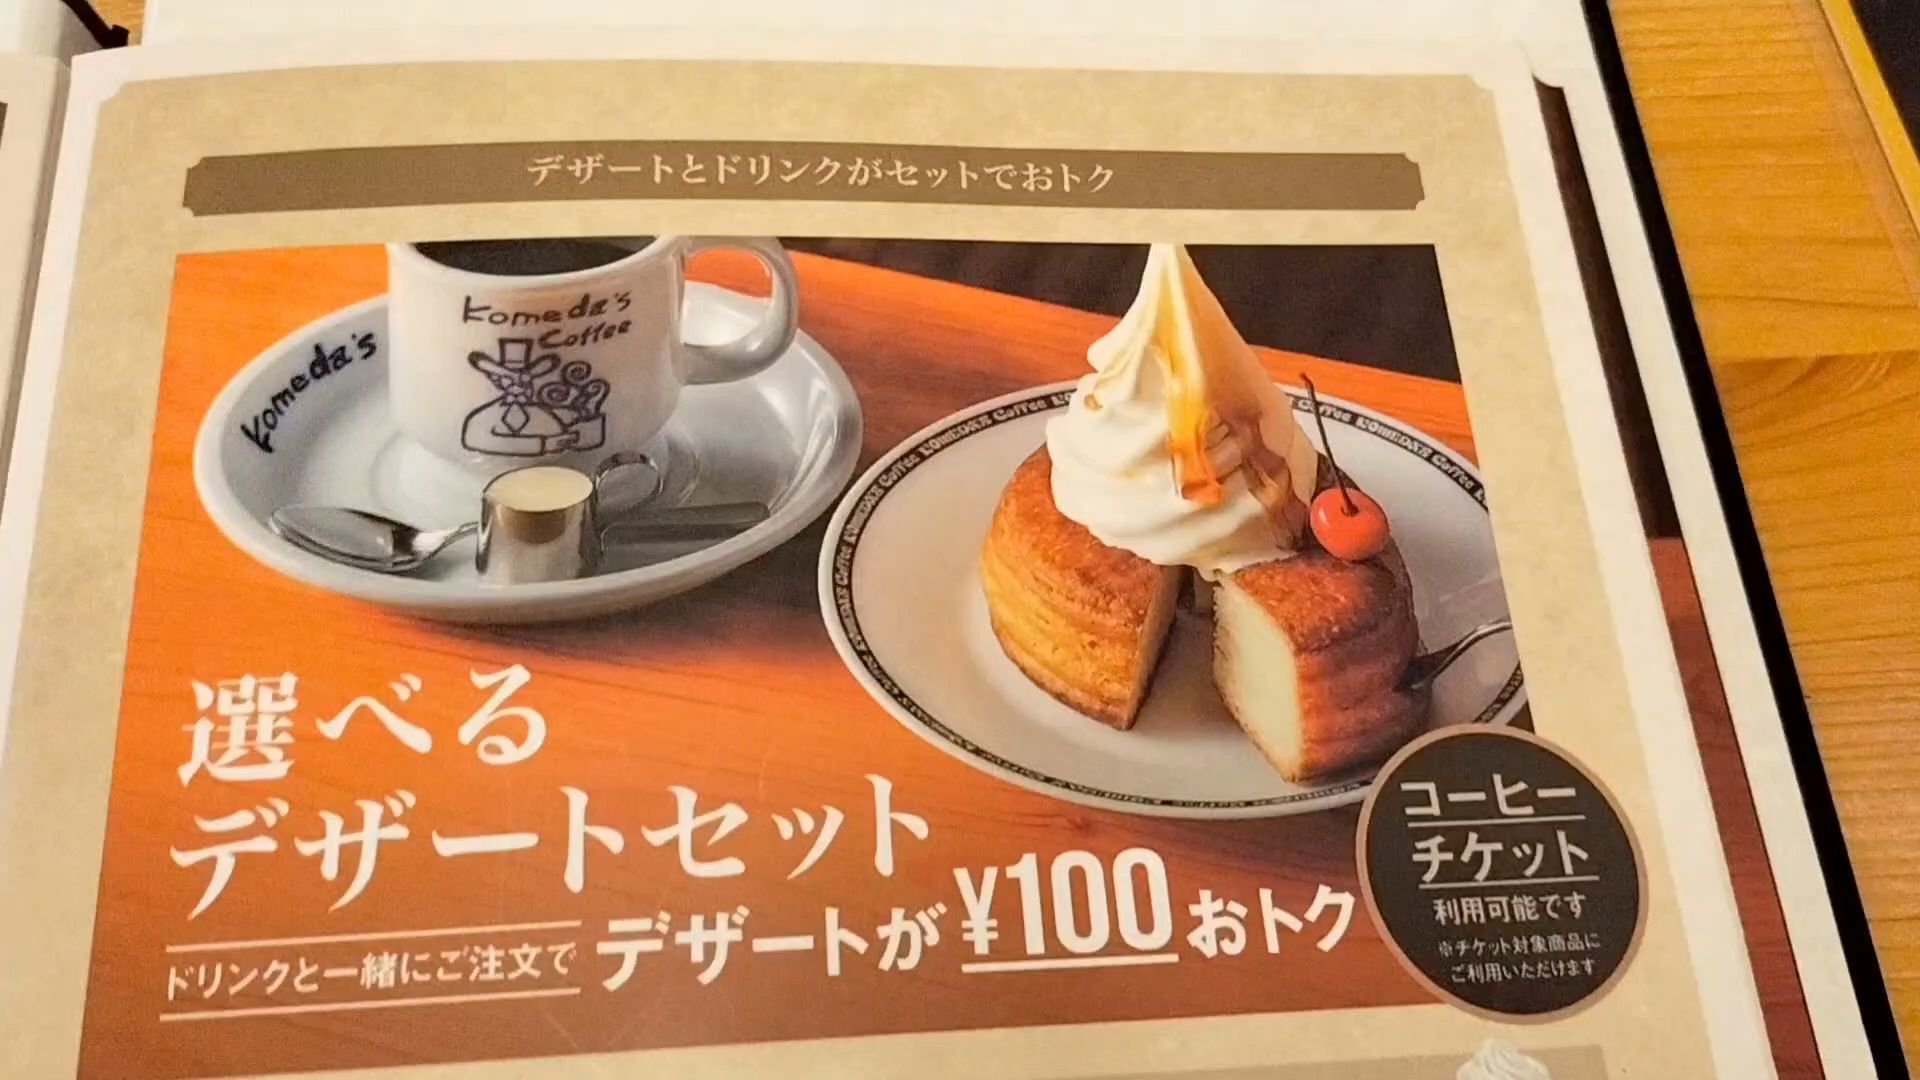 デザートとドリンクがセットでおトク
Komeda's
Coffee
Komeda's
KOMEDA'S Coffee
選べる
デザートセット
ドリンクと一緒にご注文で デザートが¥100おトク
コーヒー
チケット
利用可能です
※チケット対象商品に
ご利用いただけます